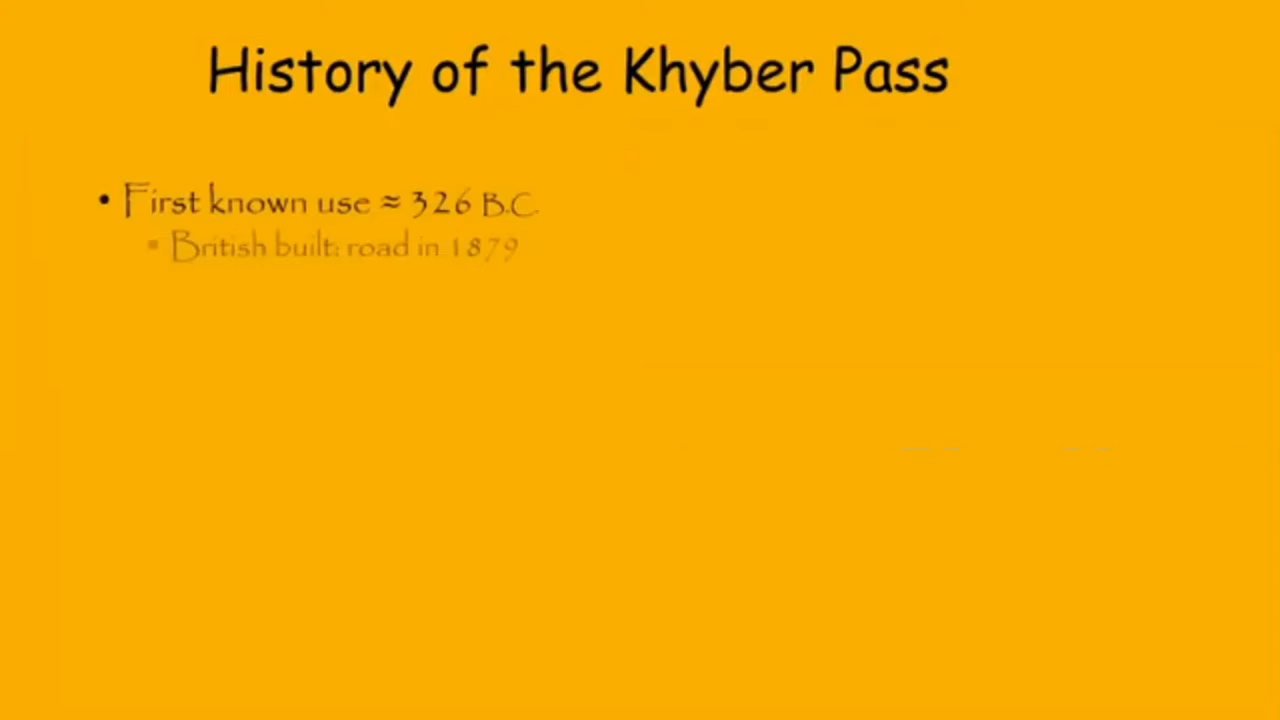 History of the Khyber Pass
• First known use ≈ 326 B.C.
▪ British built: road in 1879